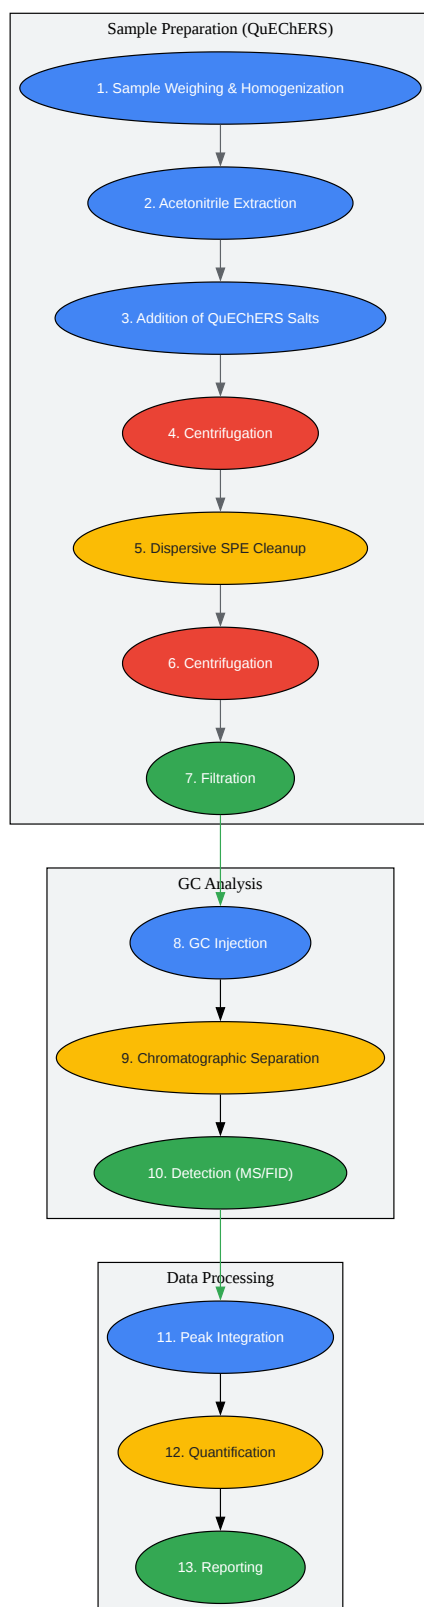 Sample Preparation (QuEChERS)
1. Sample Weighing & Homogenization
2. Acetonitrile Extraction
3. Addition of QuEChERS Salts
4. Centrifugation
5. Dispersive SPE Cleanup
6. Centrifugation
7. Filtration
GC Analysis
8. GC Injection
9. Chromatographic Separation
10. Detection (MS/FID)
Data Processing
11. Peak Integration
12. Quantification
13. Reporting